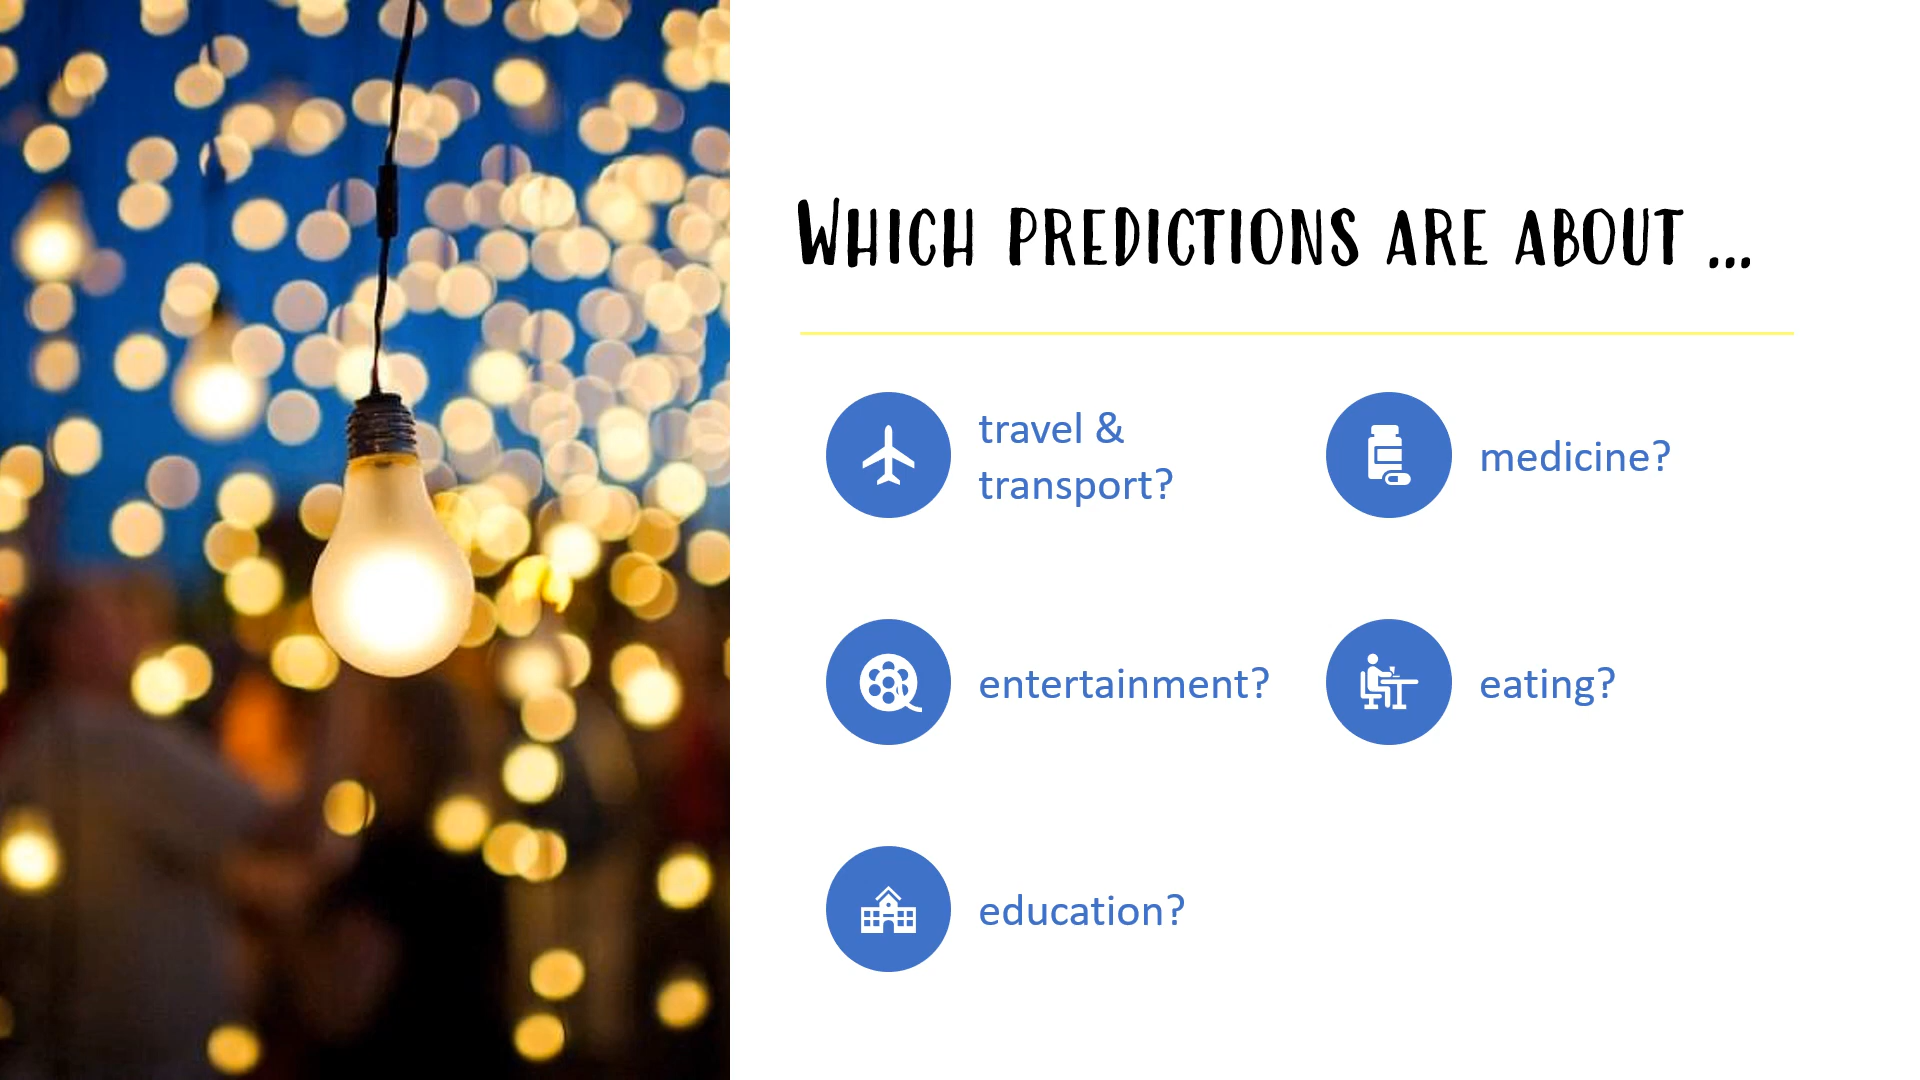 WHICH PREDICTIONS ARE ABOUT ...
travel &
transport?
medicine?
entertainment?
eating?
education?